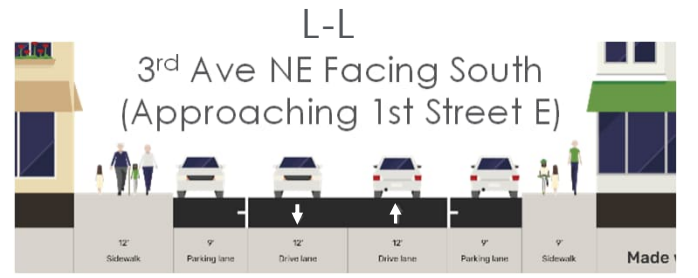 L-L
3rd Ave NE Facing South
(Approaching 1st Street E)
12' 9' 12' 12' 9' 9'
Sidewalk Parking lane Drive lane Drive lane Parking lane Sidewalk
Made